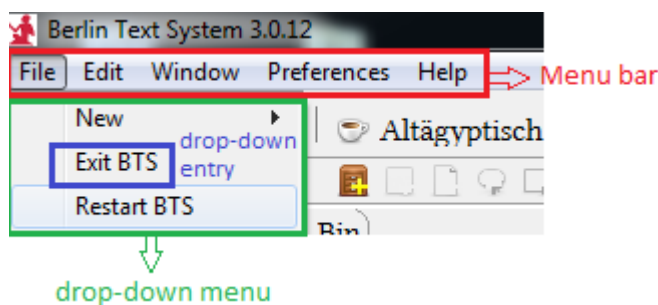 Berlin Text System 3.0.12
File Edit Window Preferences Help Menu bar
New
drop-down
Altägyptisch
Exit BTS entry
Restart BTS
Bin
drop-down menu